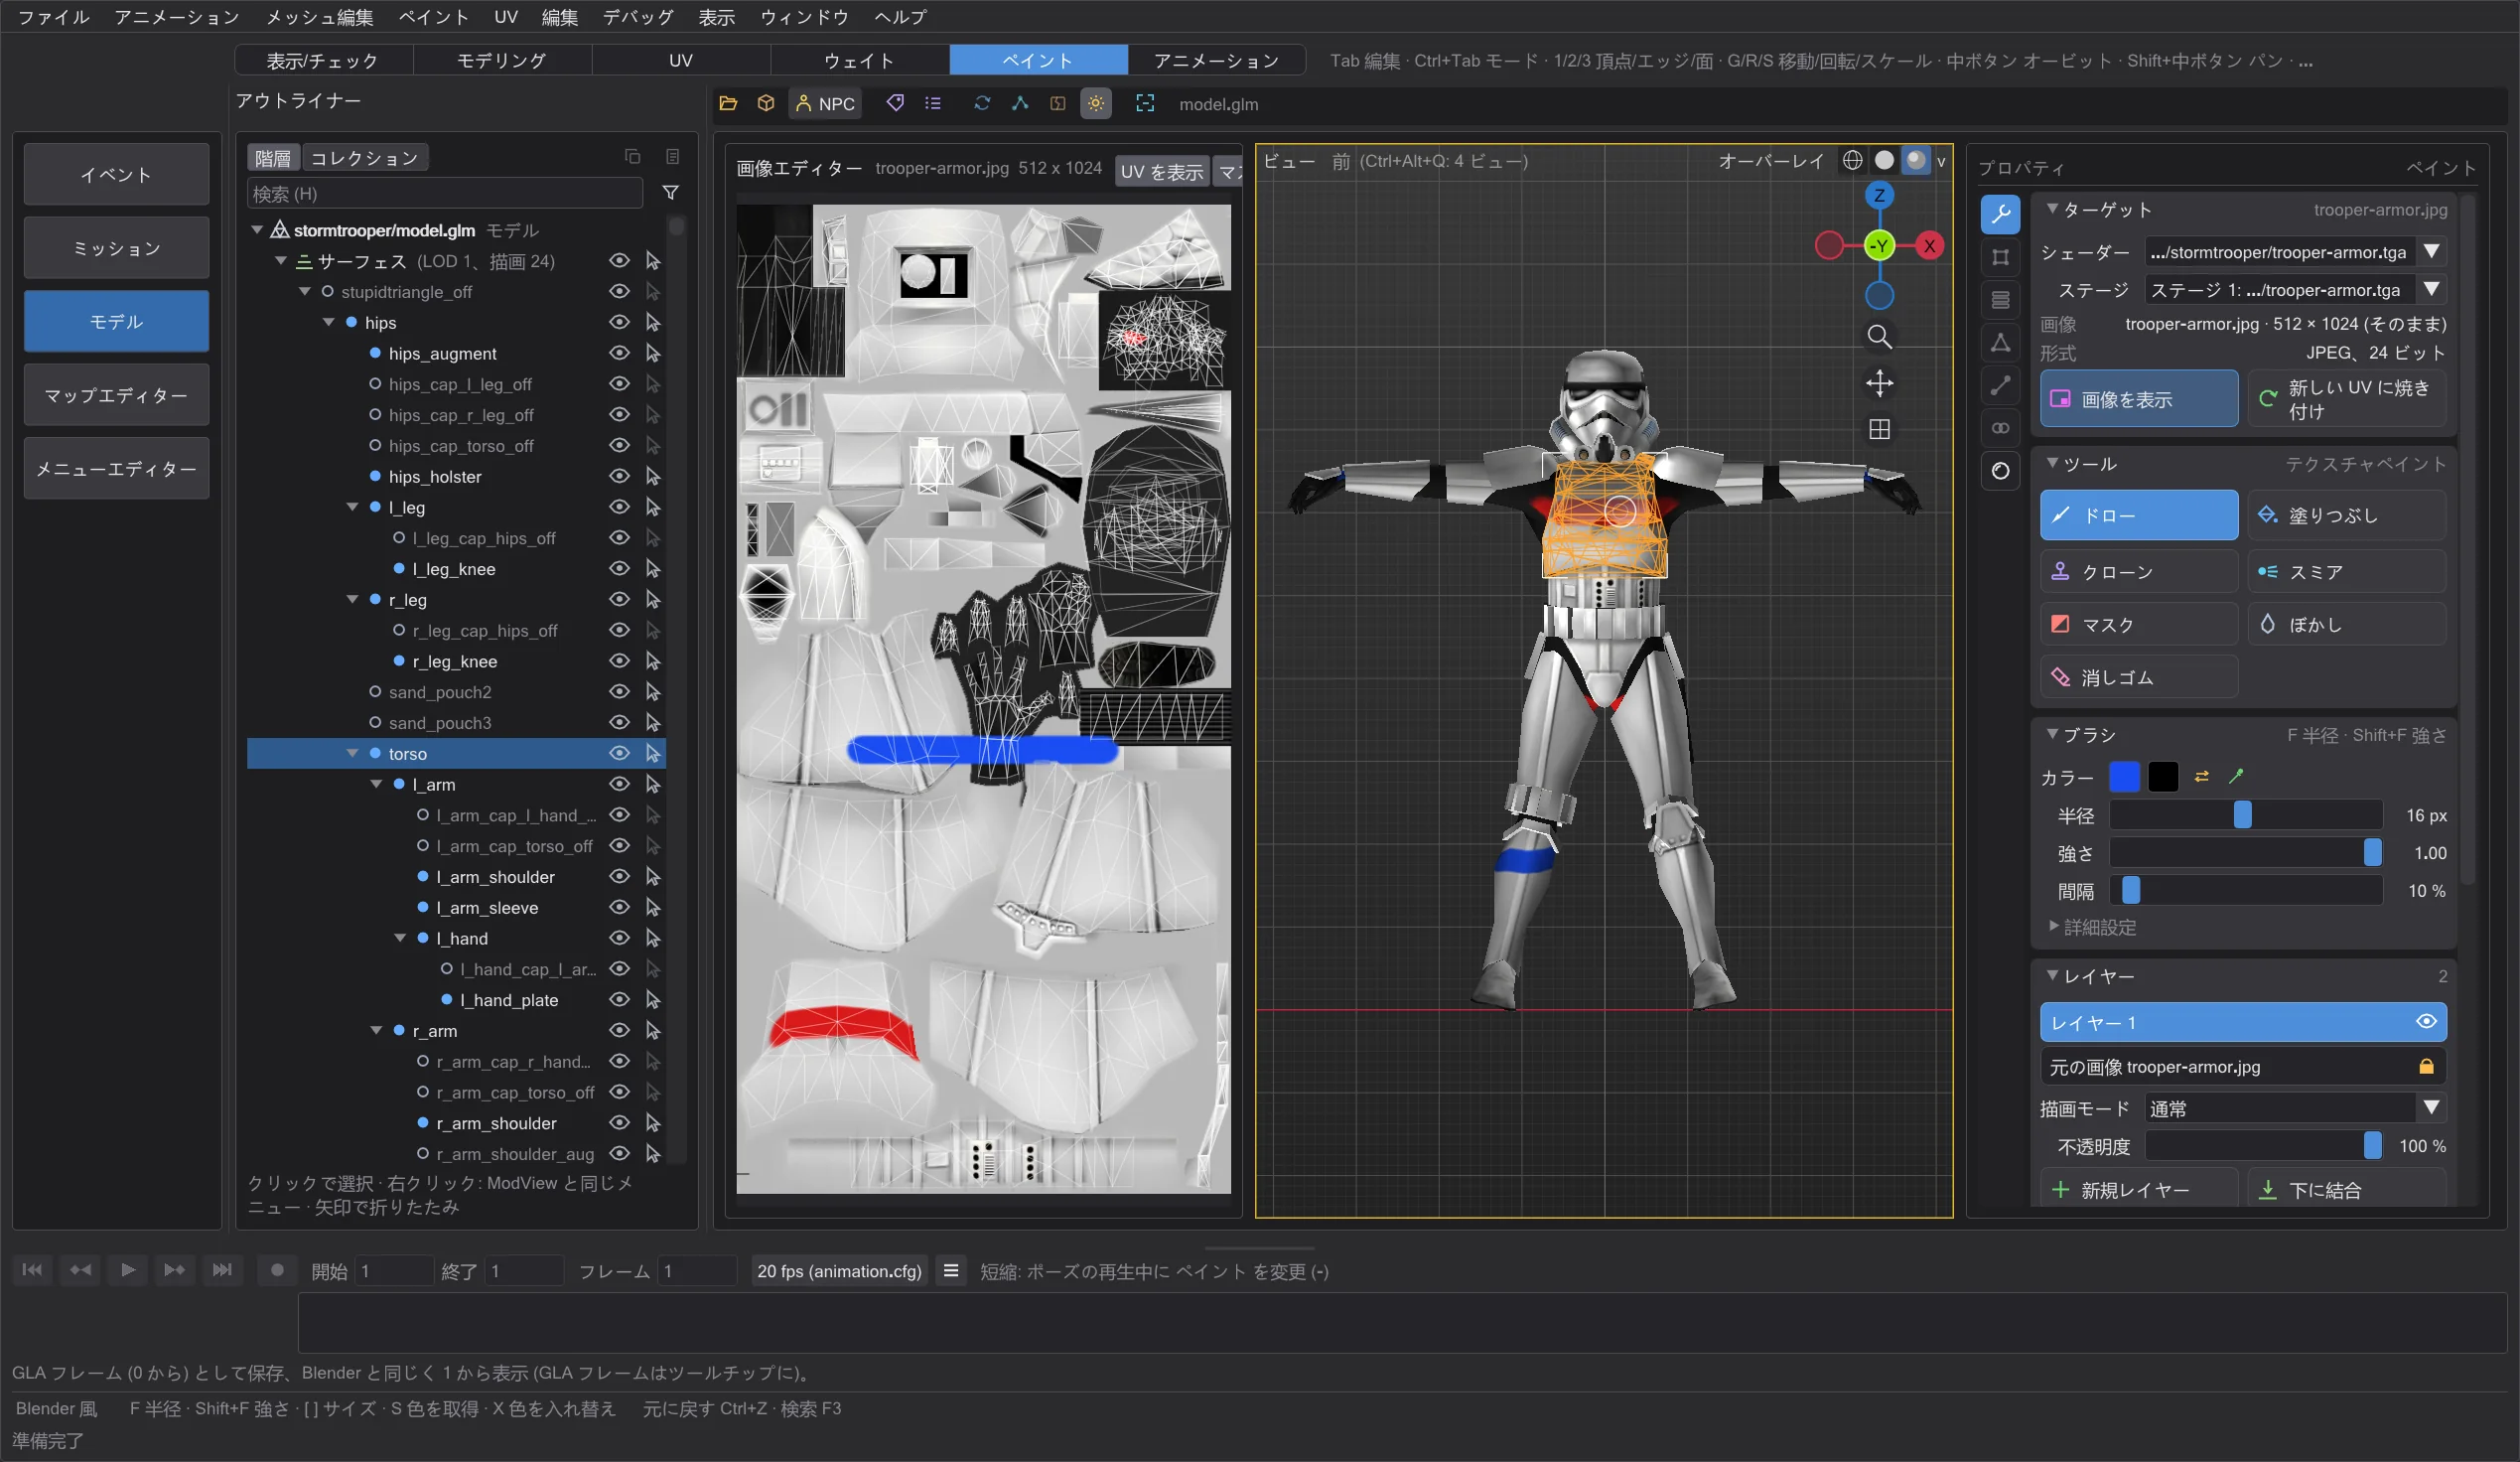 ファイル アニメーション メッシュ編集 ペイント UV 編集 デバッグ 表示 ウィンドウ ヘルプ
表示/チェック モデリング UV ウェイト ペイント アニメーション Tab 編集 · Ctrl+Tab モード · 1/2/3 頂点/エッジ/面 · G/R/S 移動/回転/スケール · 中ボタン オービット · Shift+中ボタン パン · ...
アウトライナー
NPC model.glm
イベント
ミッション
モデル
マップエディター
メニューエディター
階層 コレクション
検索 (H)
stormtrooper/model.glm モデル
サーフェス (LOD 1、描画 24)
stupidtriangle_off
hips
hips_augment
hips_cap_l_leg_off
hips_cap_r_leg_off
hips_cap_torso_off
hips_holster
l_leg
l_leg_cap_hips_off
l_leg_knee
r_leg
r_leg_cap_hips_off
r_leg_knee
sand_pouch2
sand_pouch3
torso
l_arm
l_arm_cap_l_hand_...
l_arm_cap_torso_off
l_arm_shoulder
l_arm_sleeve
l_hand
l_hand_cap_l_ar...
l_hand_plate
r_arm
r_arm_cap_r_hand...
r_arm_cap_torso_off
r_arm_shoulder
r_arm_shoulder_aug
クリックで選択 · 右クリック: ModView と同じメ
ニュー · 矢印で折りたたみ
画像エディター trooper-armor.jpg 512 x 1024 UV を表示 マス
ビュー 前 (Ctrl+Alt+Q: 4 ビュー) オーバーレイ v
Z
-Y X
プロパティ ペイント
ターゲット trooper-armor.jpg
シェーダー .../stormtrooper/trooper-armor.tga
ステージ ステージ 1: .../trooper-armor.tga
画像 trooper-armor.jpg · 512 × 1024 (そのまま)
形式 JPEG、24 ビット
画像を表示 新しい UV に焼き
付け
ツール テクスチャペイント
ドロー 塗りつぶし
クローン スミア
マスク ぼかし
消しゴム
ブラシ F 半径 · Shift+F 強さ
カラー
半径 16 px
強さ 1.00
間隔 10 %
詳細設定
レイヤー 2
レイヤー 1
元の画像 trooper-armor.jpg
描画モード 通常
不透明度 100 %
新規レイヤー 下に結合
開始 1 終了 1 フレーム 1 20 fps (animation.cfg) 短縮: ポーズの再生中に ペイント を変更 (-)
GLA フレーム (0 から) として保存、Blender と同じく 1 から表示 (GLA フレームはツールチップに)。
Blender 風 F 半径 · Shift+F 強さ · [ ] サイズ · S 色を取得 · X 色を入れ替え 元に戻す Ctrl+Z · 検索 F3
準備完了